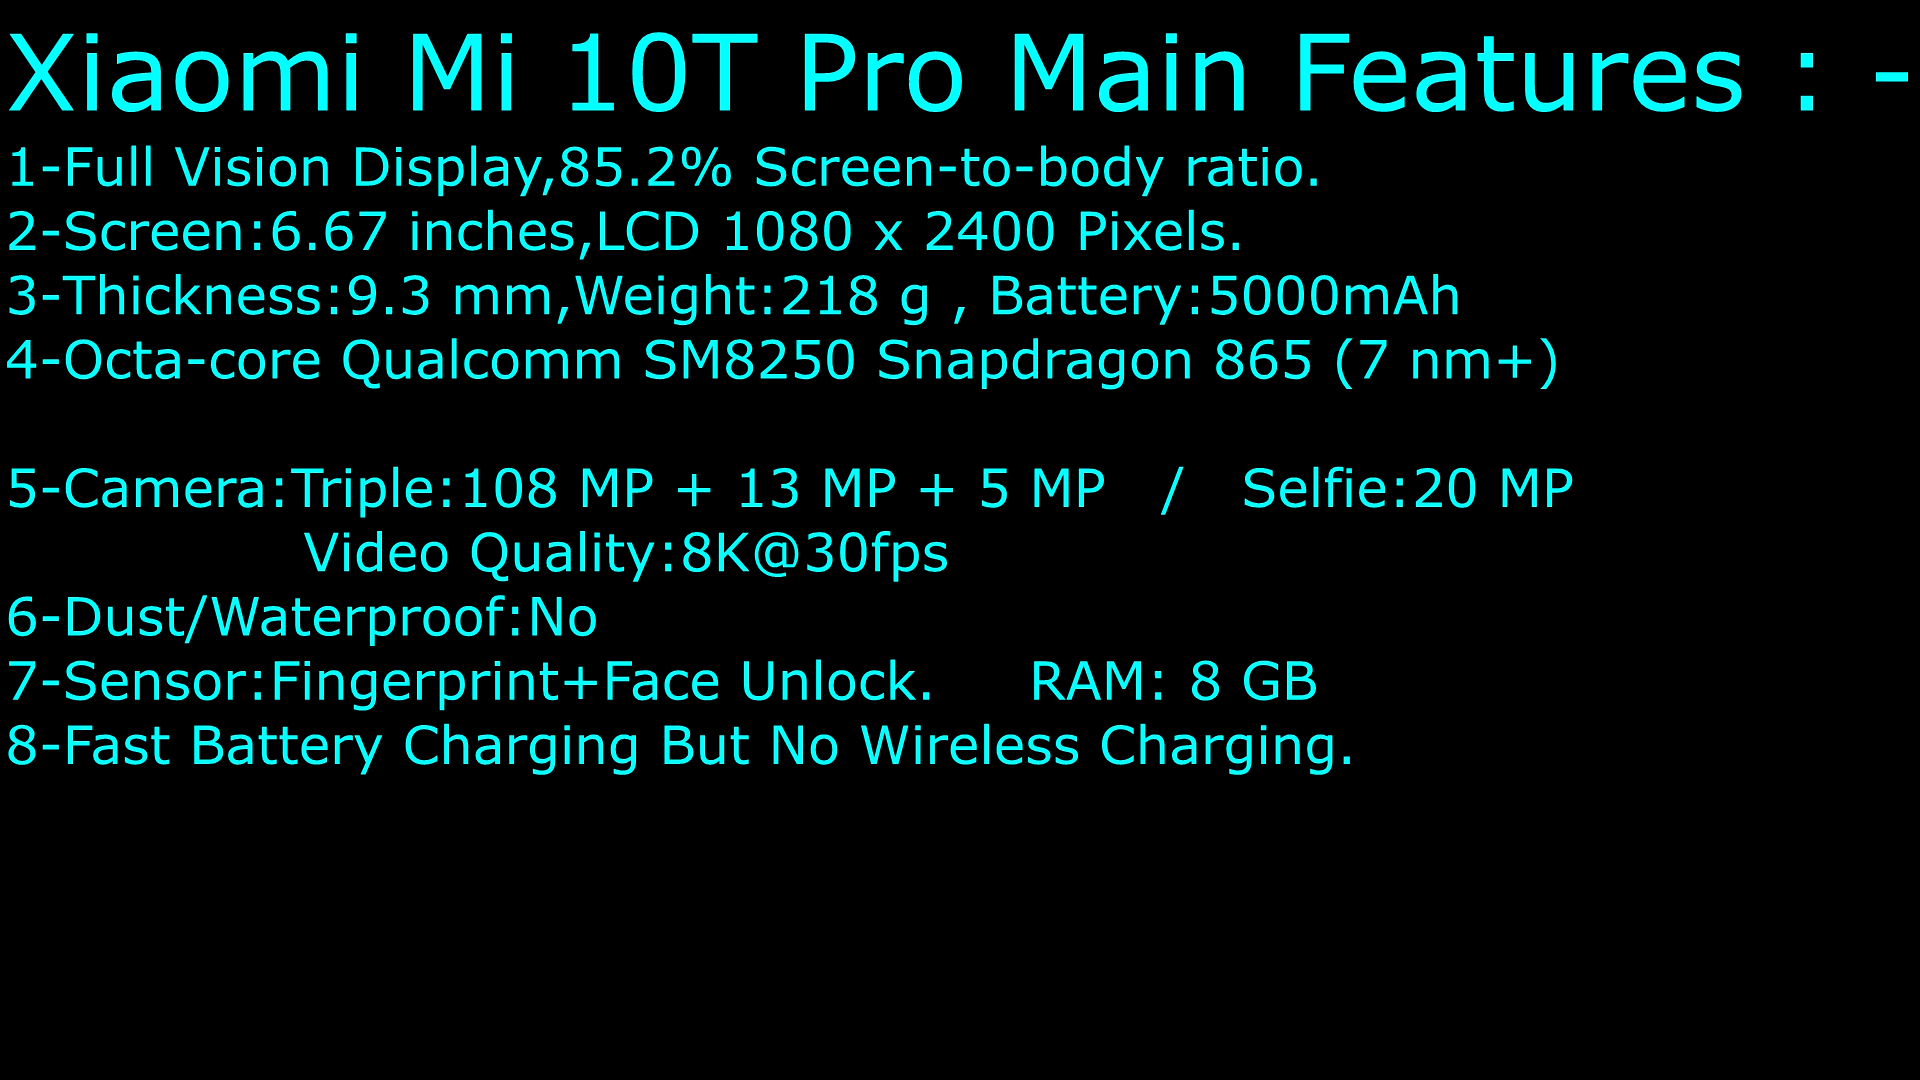 Xiaomi Mi 10T Pro Main Features : -
1-Full Vision Display,85.2% Screen-to-body ratio.
2-Screen:6.67 inches,LCD 1080 x 2400 Pixels.
3-Thickness:9.3 mm,Weight:218 g , Battery:5000mAh
4-Octa-core Qualcomm SM8250 Snapdragon 865 (7 nm+)
5-Camera:Triple:108 MP + 13 MP + 5 MP / Selfie:20 MP
Video Quality:8K@30fps
6-Dust/Waterproof:No
7-Sensor:Fingerprint+Face Unlock. RAM: 8 GB
8-Fast Battery Charging But No Wireless Charging.